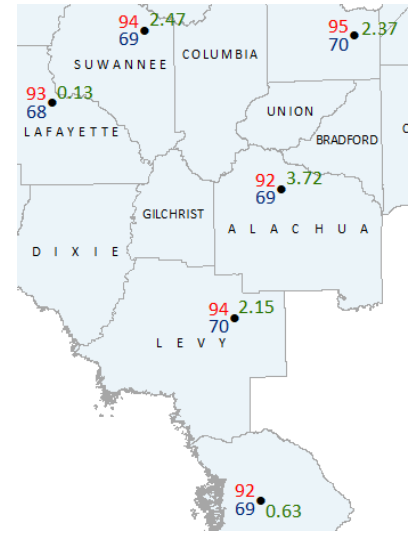 94 2.47
69
SUWANNEE
COLUMBIA
95 2.37
70
93 0.13
68
LAFAYETTE
UNION
BRADFORD
C
92 3.72
69
GILCHRIST
ALACHUA
DIXIE
94 2.15
70
LEVY
92
69 0.63